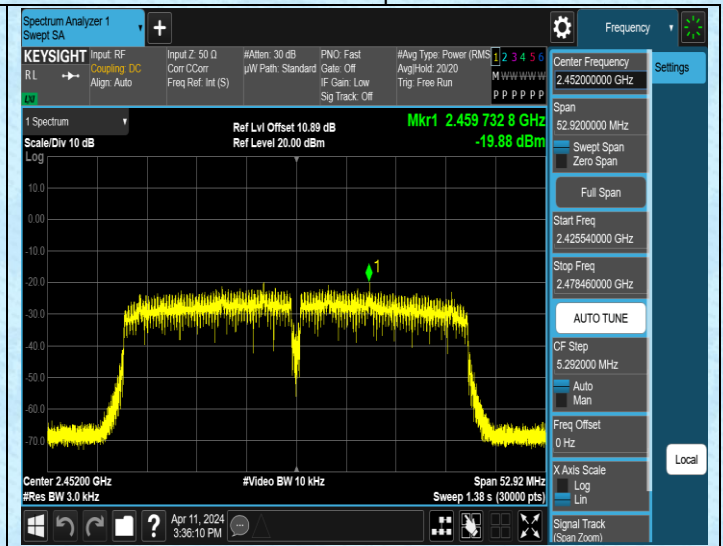 Spectrum Analyzer 1
Swept SA
+
Frequency
KEYSIGHT
RL
Input: RF
Coupling: DC
Align: Auto
Input Z: 50 Ω
Corr CCorr
Freq Ref: Int (S)
#Atten: 30 dB
µW Path: Standard
PNO: Fast
Gate: Off
IF Gain: Low
Sig Track: Off
#Avg Type: Power (RMS
Avg|Hold: 20/20
Trig: Free Run
1 2 3 4 5 6
M W W W W W
P P P P P P
1 Spectrum
Scale/Div 10 dB
Ref Lvl Offset 10.89 dB
Ref Level 20.00 dBm
Mkr1 2.459 732 8 GHz
-19.88 dBm
Log
10.0
0.00
-10.0
-20.0
-30.0
-40.0
-50.0
-60.0
-70.0
1
Center 2.45200 GHz
#Res BW 3.0 kHz
#Video BW 10 kHz
Span 52.92 MHz
Sweep 1.38 s (30000 pts)
Apr 11, 2024
3:36:10 PM
?
Center Frequency
2.452000000 GHz
Span
52.9200000 MHz
Swept Span
Zero Span
Full Span
Start Freq
2.425540000 GHz
Stop Freq
2.478460000 GHz
AUTO TUNE
CF Step
5.292000 MHz
Auto
Man
Freq Offset
0 Hz
X Axis Scale
Log
Lin
Signal Track
(Span Zoom)
Settings
Local